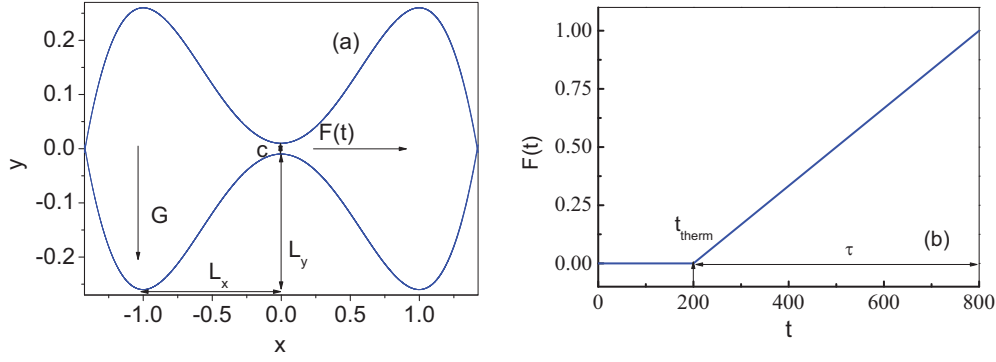 (a)
0.2
0.1
0.0
-0.1
-0.2
y
F(t)
c
G
L_x
L_y
-1.0 -0.5 0.0 0.5 1.0
x
1.00
0.75
0.50
0.25
0.00
F(t)
t_therm
(b)
τ
0 200 400 600 800
t